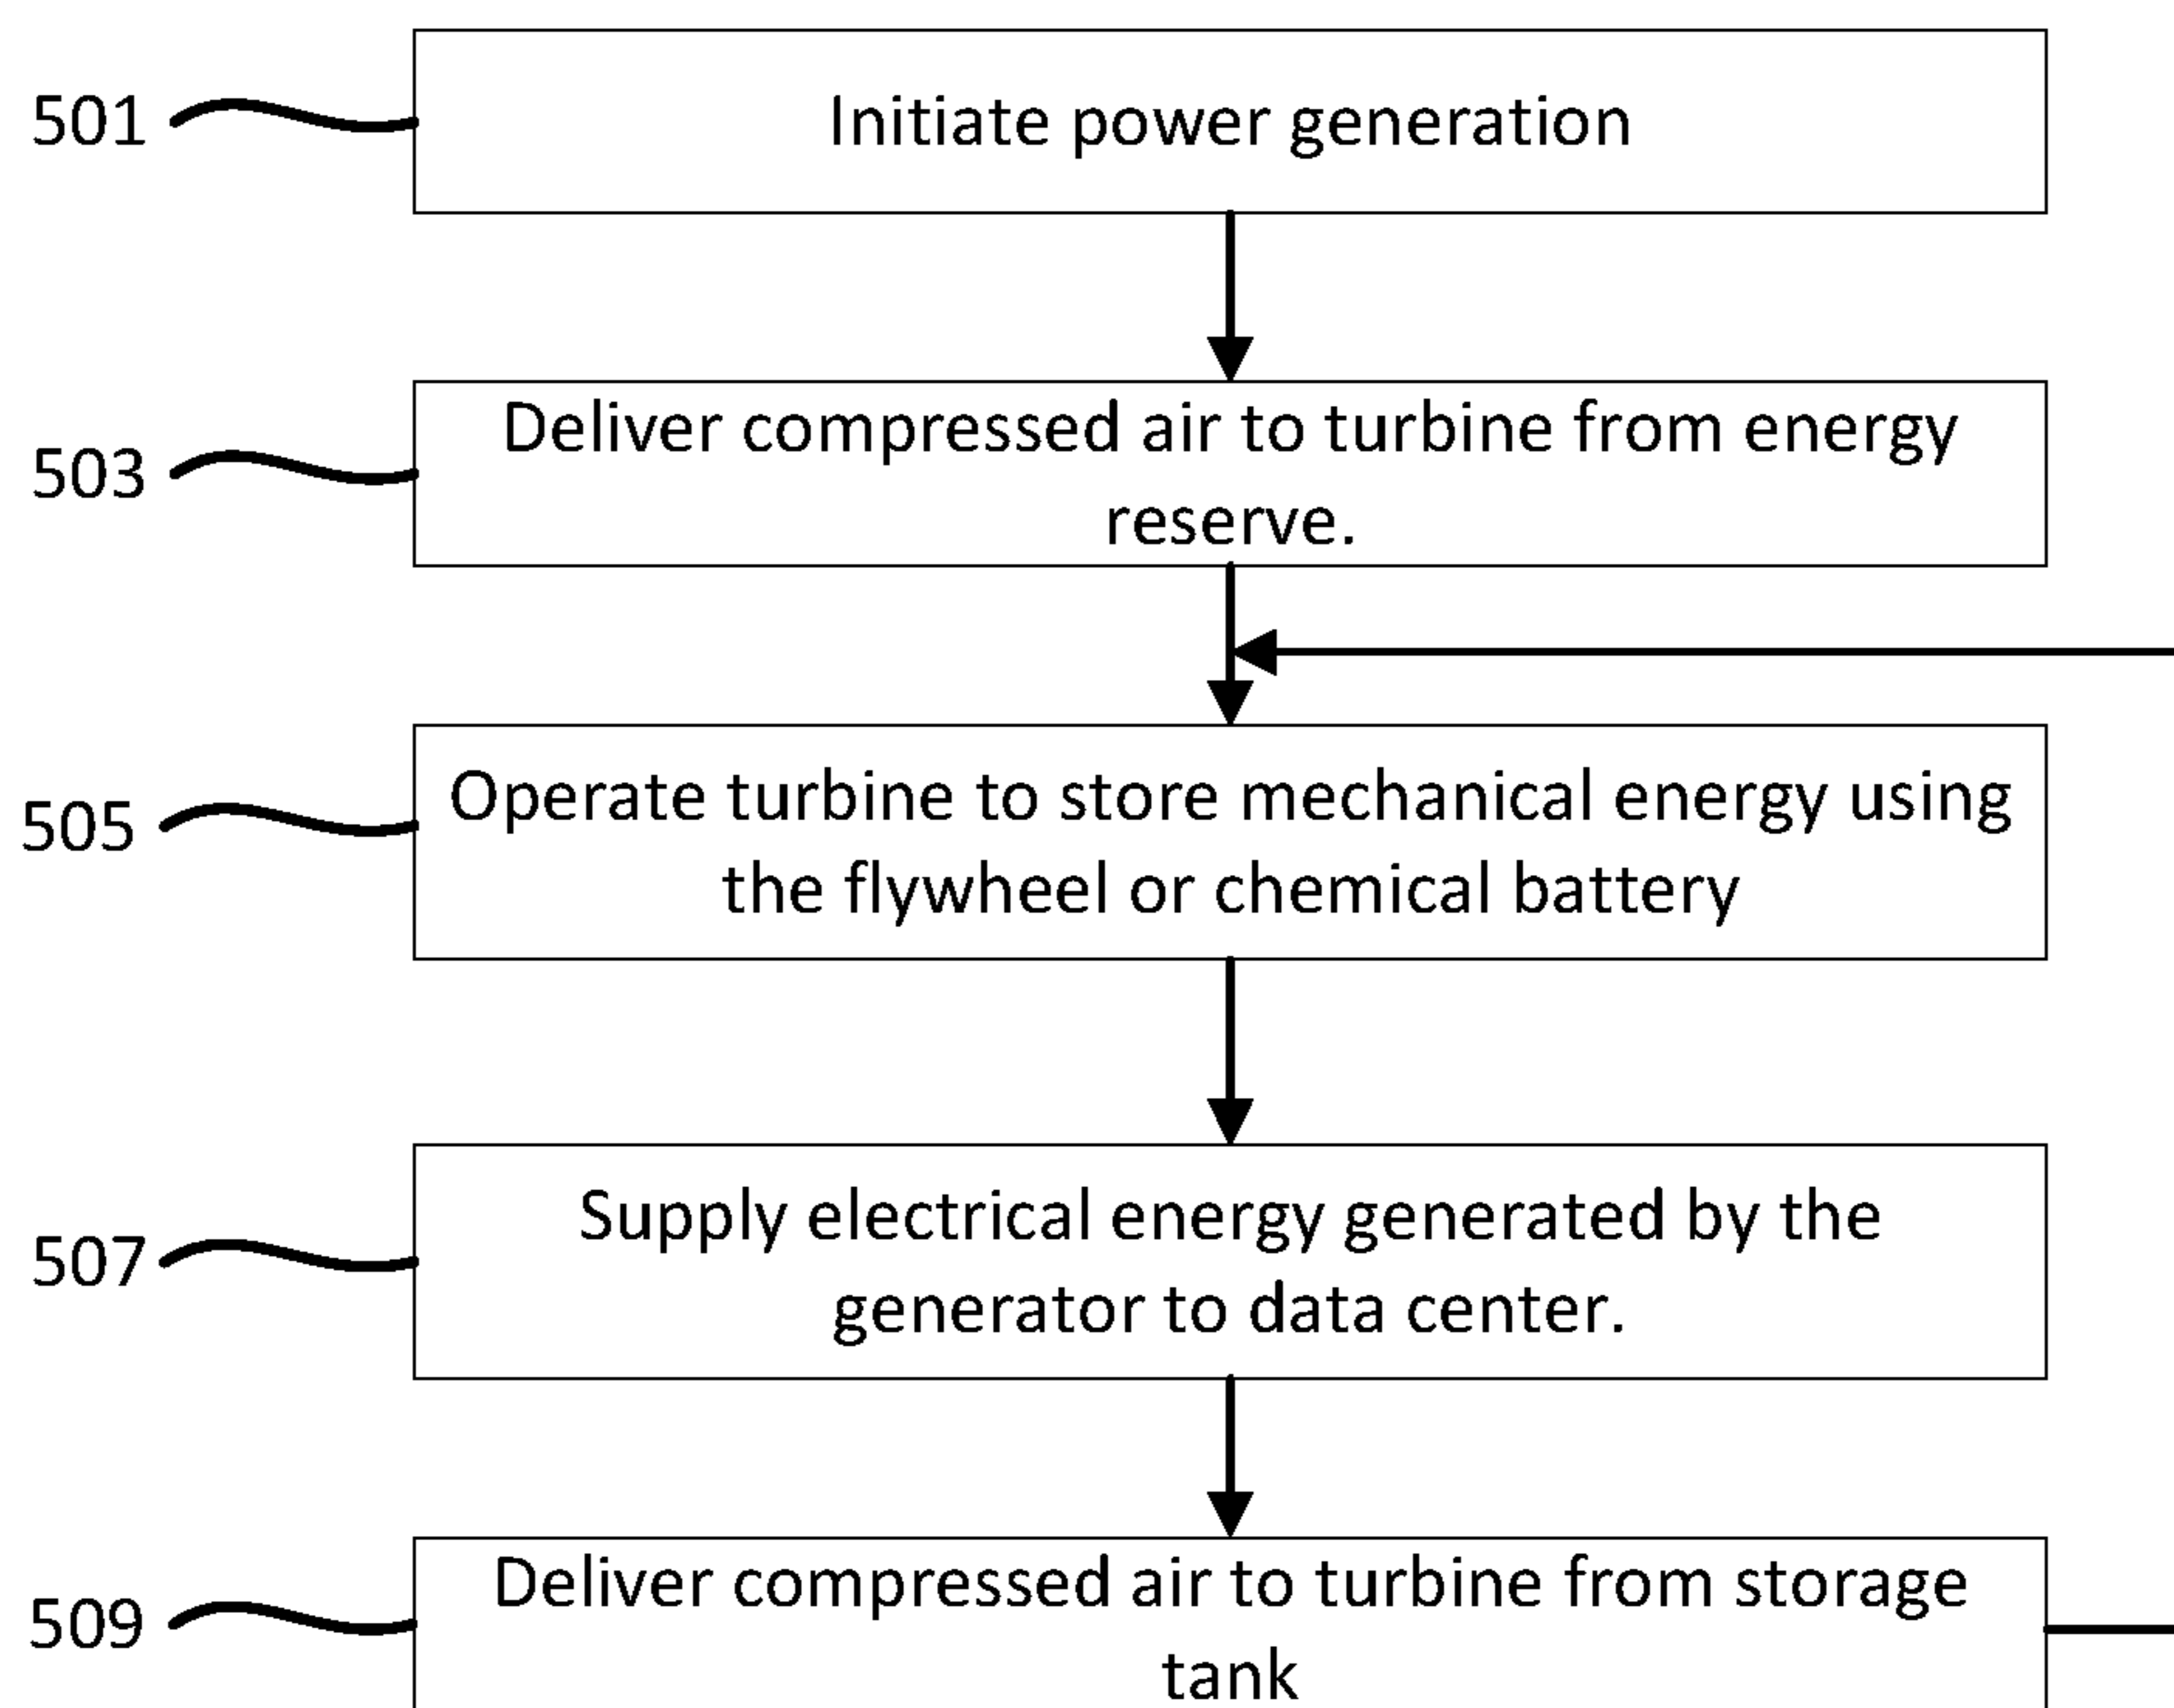 501
Initiate power generation
503
Deliver compressed air to turbine from energy
reserve.
505
Operate turbine to store mechanical energy using
the flywheel or chemical battery
507
Supply electrical energy generated by the
generator to data center.
509
Deliver compressed air to turbine from storage
tank